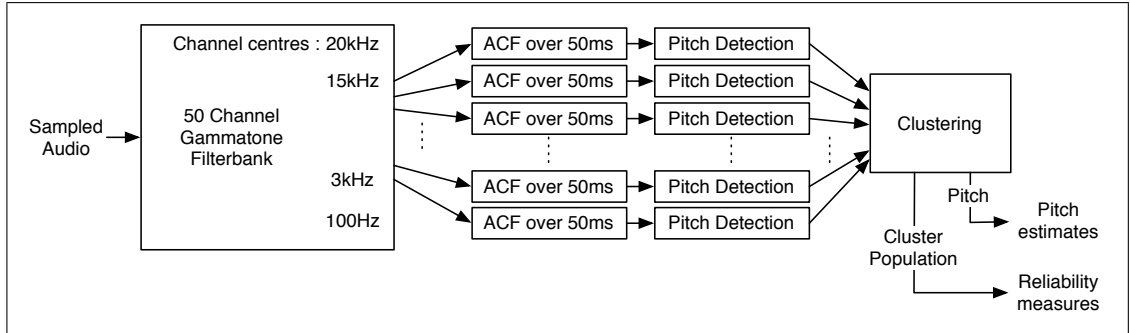 Sampled
Audio
Channel centres : 20kHz
15kHz
50 Channel
Gammatone
Filterbank
3kHz
100Hz
ACF over 50ms
Pitch Detection
ACF over 50ms
Pitch Detection
ACF over 50ms
Pitch Detection
ACF over 50ms
Pitch Detection
ACF over 50ms
Pitch Detection
Clustering
Pitch
Pitch
estimates
Cluster
Population
Reliability
measures